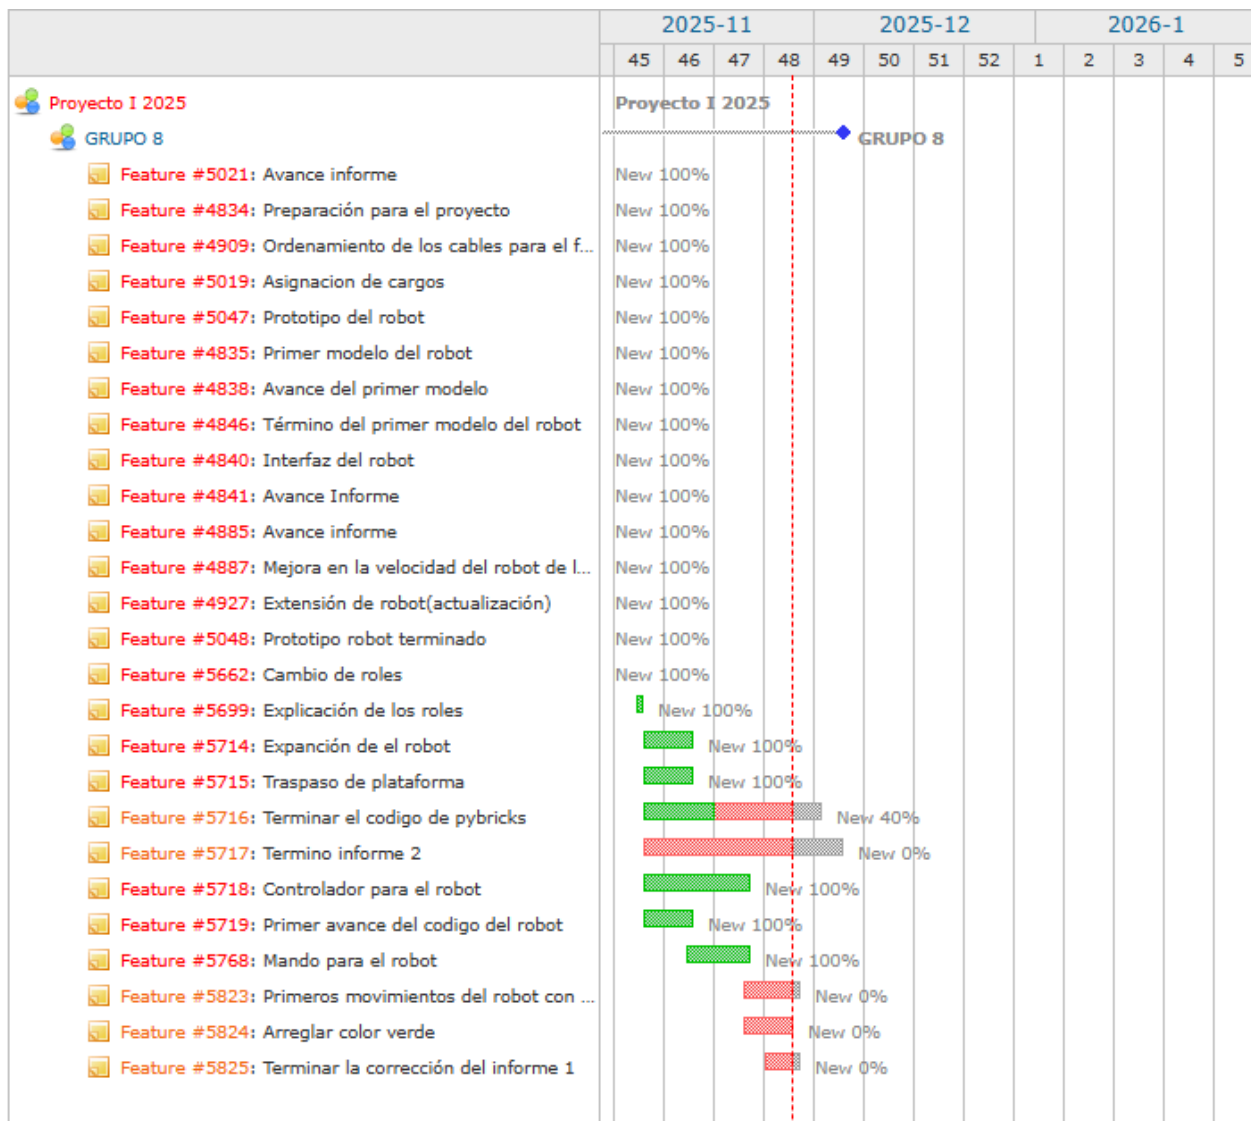 2025-11 2025-12 2026-1
45 46 47 48 49 50 51 52 1 2 3 4 5
Proyecto I 2025 Proyecto I 2025
GRUPO 8 GRUPO 8
Feature #5021: Avance informe New 100%
Feature #4834: Preparación para el proyecto New 100%
Feature #4909: Ordenamiento de los cables para el f... New 100%
Feature #5019: Asignacion de cargos New 100%
Feature #5047: Prototipo del robot New 100%
Feature #4835: Primer modelo del robot New 100%
Feature #4838: Avance del primer modelo New 100%
Feature #4846: Término del primer modelo del robot New 100%
Feature #4840: Interfaz del robot New 100%
Feature #4841: Avance Informe New 100%
Feature #4885: Avance informe New 100%
Feature #4887: Mejora en la velocidad del robot de l... New 100%
Feature #4927: Extensión de robot(actualización) New 100%
Feature #5048: Prototipo robot terminado New 100%
Feature #5662: Cambio de roles New 100%
Feature #5699: Explicación de los roles New 100%
Feature #5714: Expanción de el robot New 100%
Feature #5715: Traspaso de plataforma New 100%
Feature #5716: Terminar el codigo de pybricks New 40%
Feature #5717: Termino informe 2 New 0%
Feature #5718: Controlador para el robot New 100%
Feature #5719: Primer avance del codigo del robot New 100%
Feature #5768: Mando para el robot New 100%
Feature #5823: Primeros movimientos del robot con ... New 0%
Feature #5824: Arreglar color verde New 0%
Feature #5825: Terminar la corrección del informe 1 New 0%